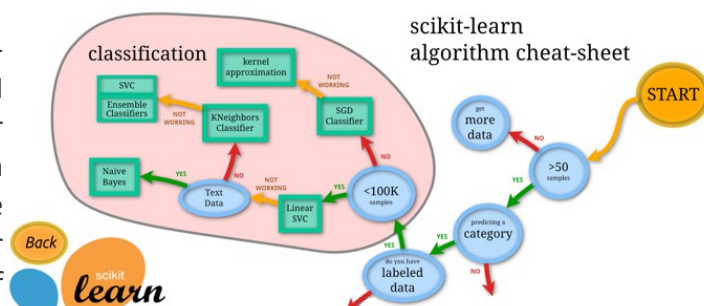 scikit-learn
algorithm cheat-sheet
classification
START
get
more
data
NO
>50
samples
YES
predicting a
category
NO
YES
do you have
labeled
data
YES
<100K
samples
NO
SGD
Classifier
NOT
WORKING
kernel
approximation
YES
Linear
SVC
NOT
WORKING
Text
Data
YES
Naive
Bayes
NO
KNeighbors
Classifier
NOT
WORKING
SVC
Ensemble
Classifiers
Back
scikit
learn